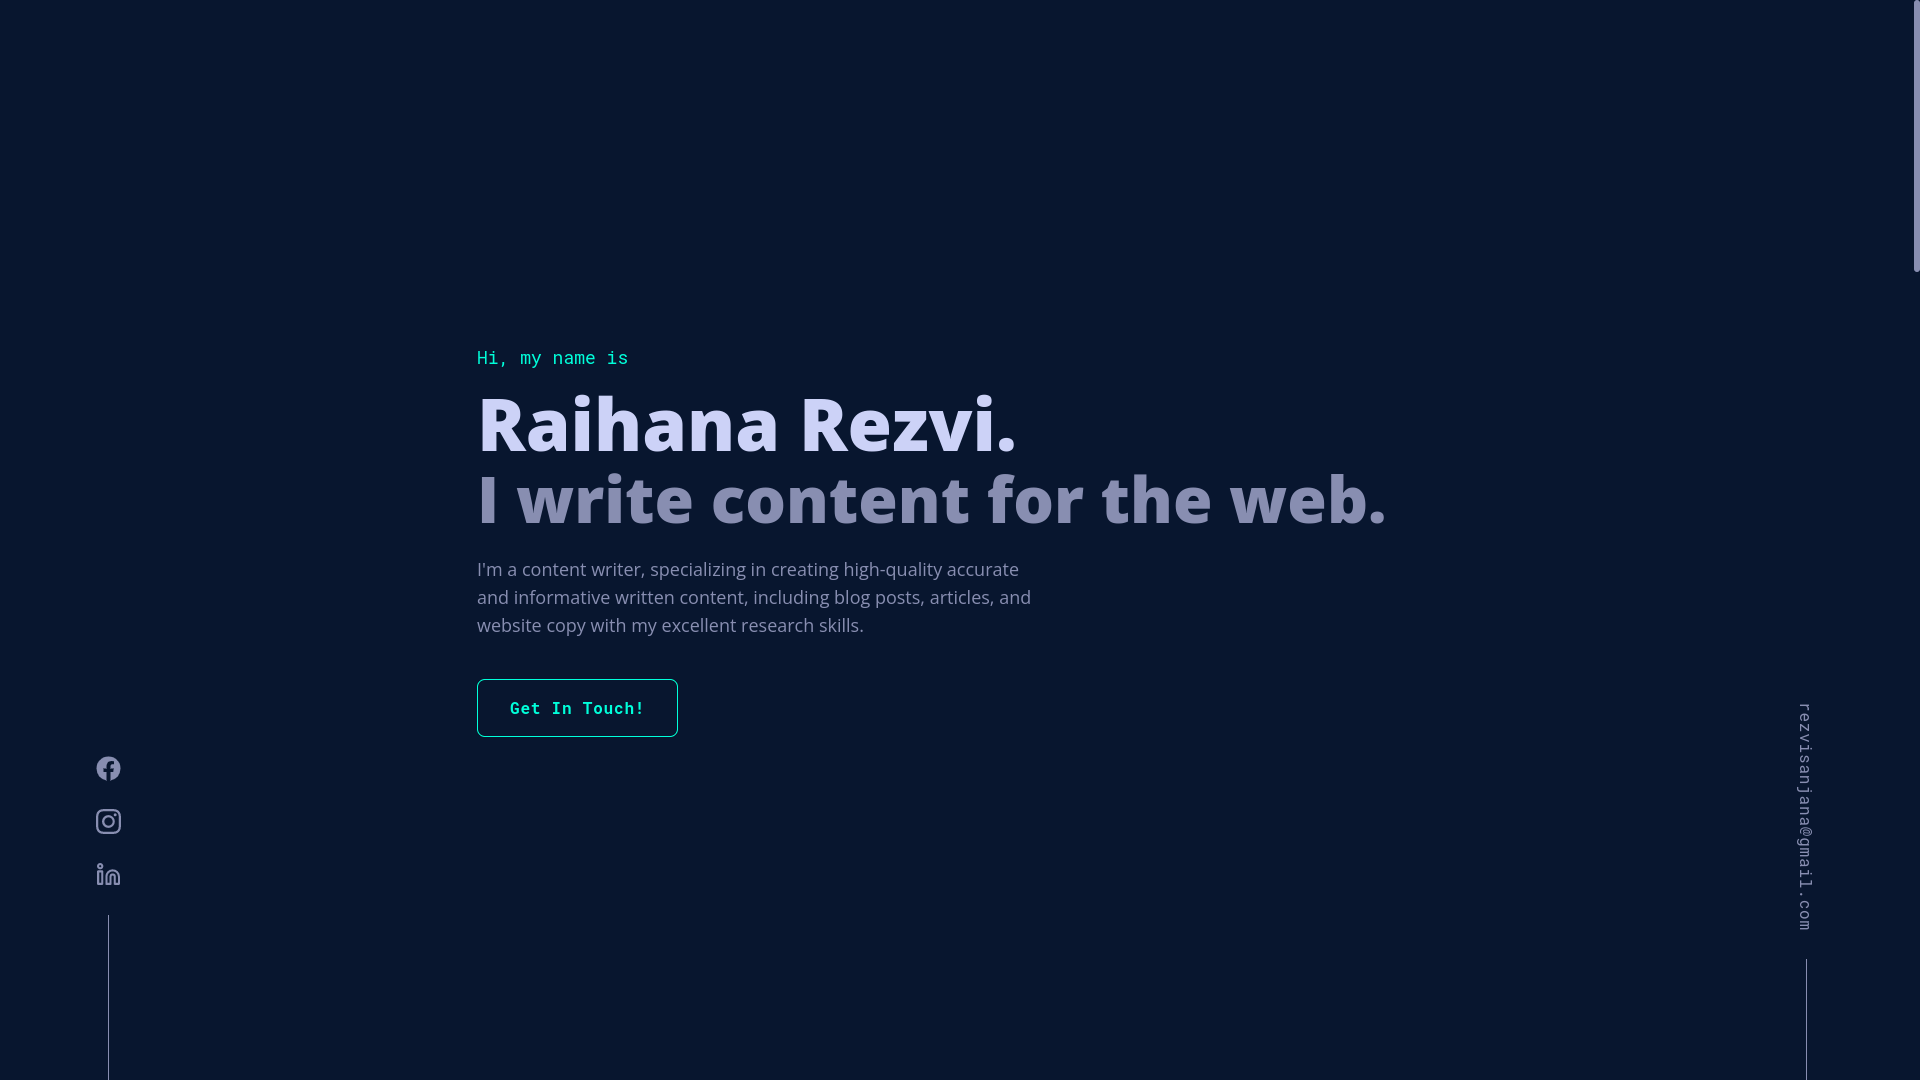 Hi, my name is
Raihana Rezvi.
I write content for the web.
I'm a content writer, specializing in creating high-quality accurate
and informative written content, including blog posts, articles, and
website copy with my excellent research skills.
Get In Touch!
rezvisanjana@gmail.com